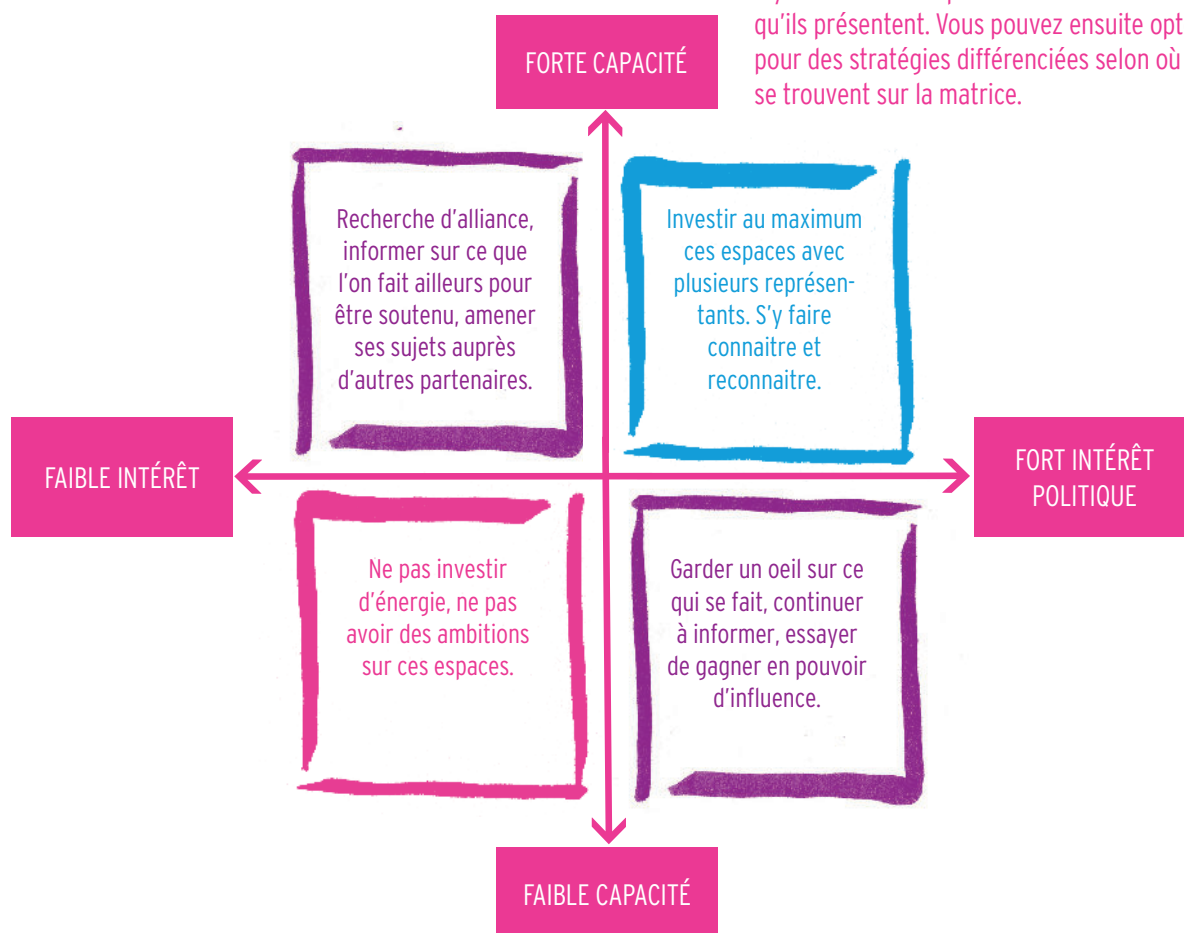 qu'ils présentent. Vous pouvez ensuite opt
pour des stratégies différenciées selon où
se trouvent sur la matrice.
FORTE CAPACITÉ
Recherche d'alliance,
informer sur ce que
l'on fait ailleurs pour
être soutenu, amener
ses sujets auprès
d'autres partenaires.
Investir au maximum
ces espaces avec
plusieurs représen-
tants. S'y faire
connaitre et
reconnaitre.
FAIBLE INTÉRÊT
FORT INTÉRÊT
POLITIQUE
Ne pas investir
d'énergie, ne pas
avoir des ambitions
sur ces espaces.
Garder un oeil sur ce
qui se fait, continuer
à informer, essayer
de gagner en pouvoir
d'influence.
FAIBLE CAPACITÉ